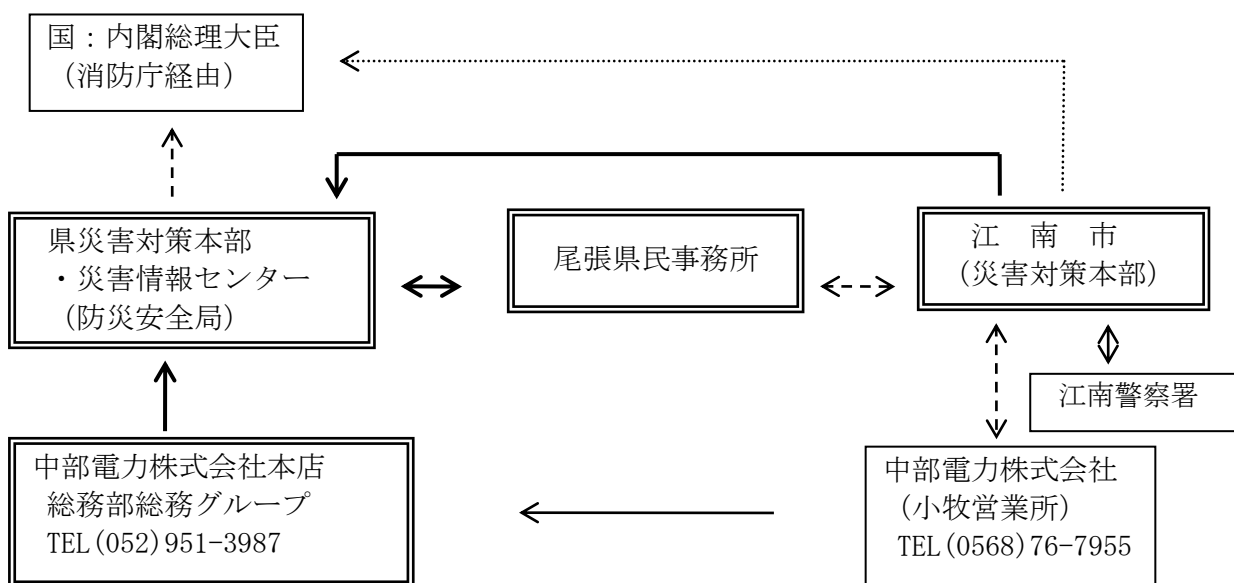 国：内閣総理大臣
（消防庁経由）
県災害対策本部
・災害情報センター
(防災安全局)
尾張県民事務所
江　南　市
(災害対策本部)
江南警察署
中部電力株式会社本店
総務部総務グループ
TEL(052)951-3987
中部電力株式会社
(小牧営業所)
TEL(0568)76-7955